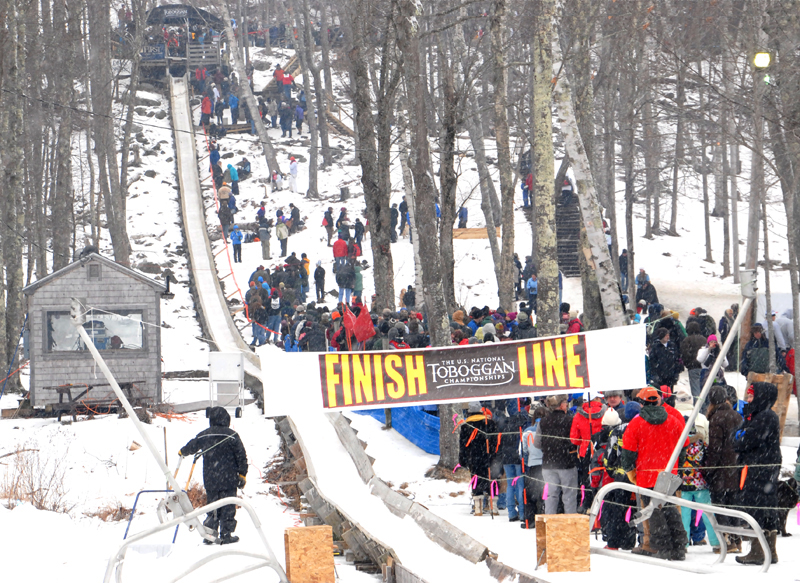 FINISH
THE U.S. NATIONAL
TOBOGGAN
CHAMPIONSHIPS
LINE